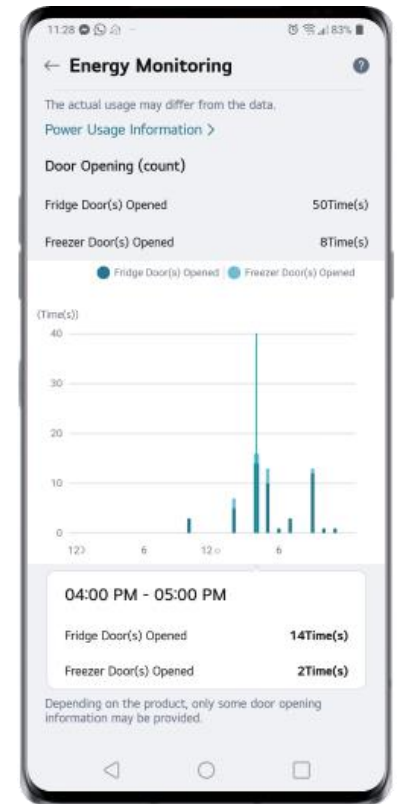 11:28
83%
← Energy Monitoring ?
The actual usage may differ from the data.
Power Usage Information >
Door Opening (count)
Fridge Door(s) Opened 50Time(s)
Freezer Door(s) Opened 8Time(s)
Fridge Door(s) Opened Freezer Door(s) Opened
(Time(s))
40
30
20
10
0
12☽ 6 12☼ 6
04:00 PM - 05:00 PM
Fridge Door(s) Opened 14Time(s)
Freezer Door(s) Opened 2Time(s)
Depending on the product, only some door opening
information may be provided.